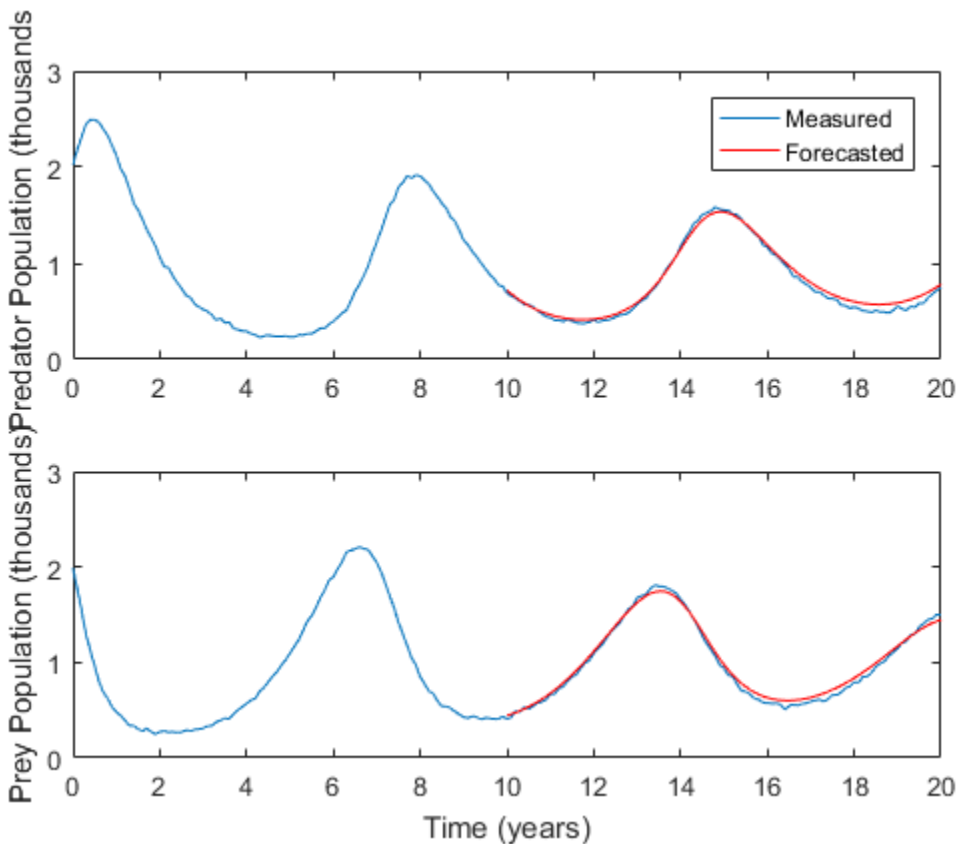 Predator Population (thousands
3
2
1
0
Measured
Forecasted
0 2 4 6 8 10 12 14 16 18 20
Prey Population (thousands)
3
2
1
0
0 2 4 6 8 10 12 14 16 18 20
Time (years)